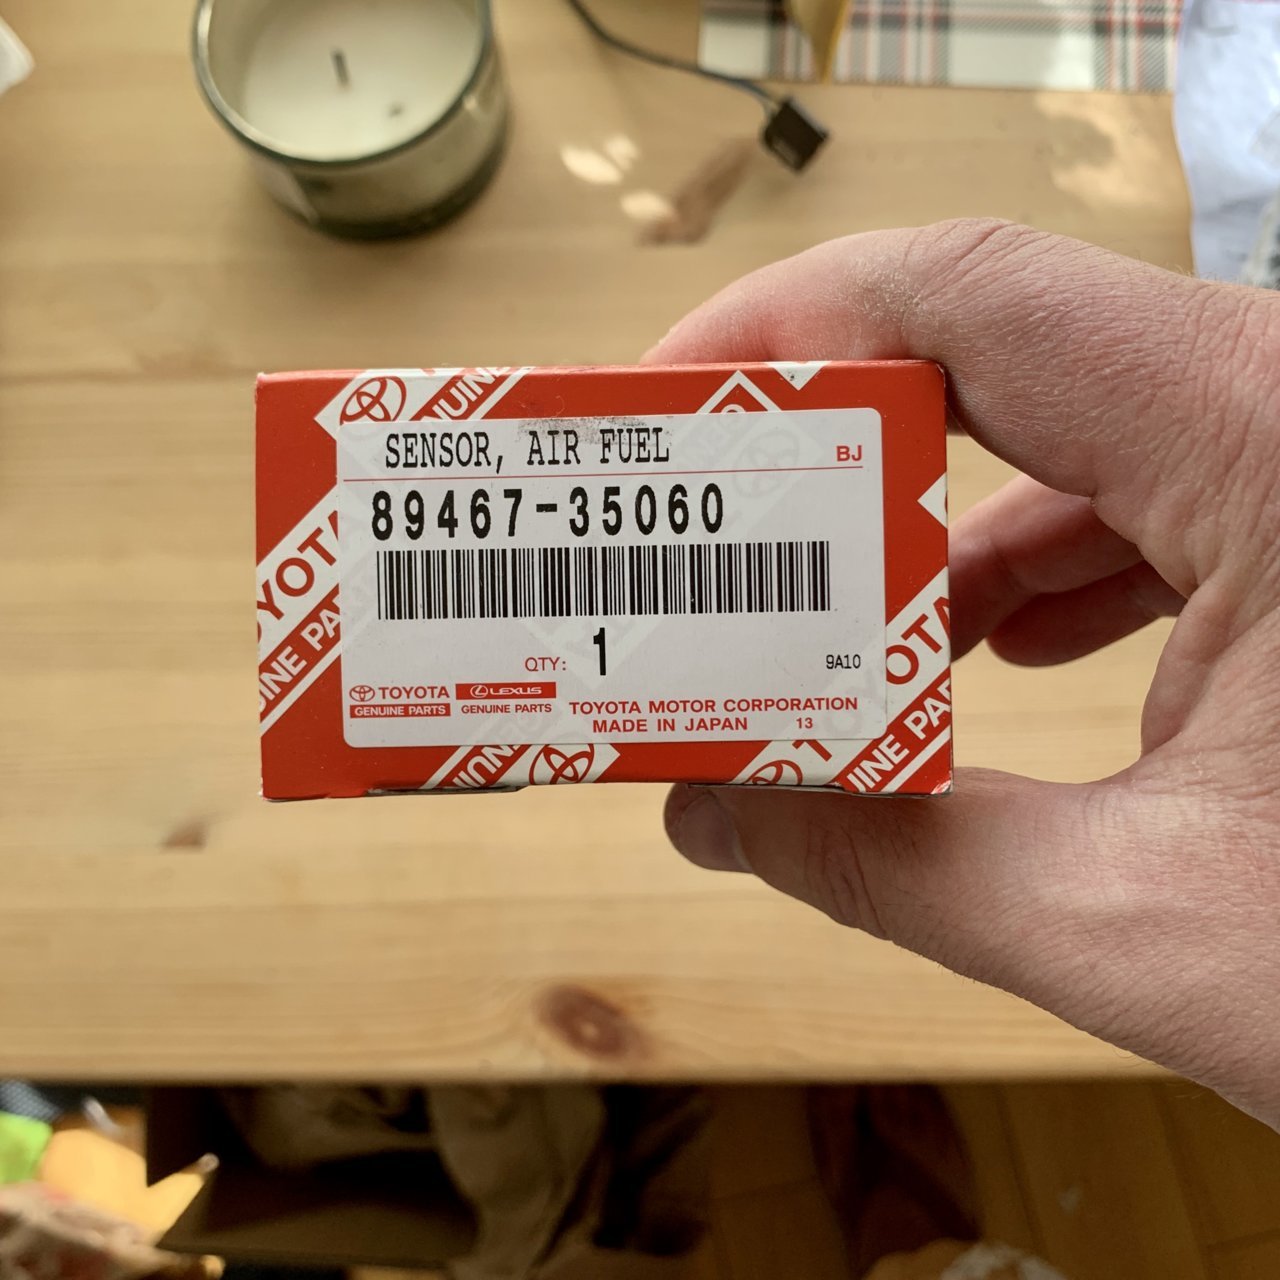 SENSOR, AIR FUEL
BJ
89467-35060
QTY: 1
9A10
TOYOTA
GENUINE PARTS
LEXUS
GENUINE PARTS
TOYOTA MOTOR CORPORATION
MADE IN JAPAN 13